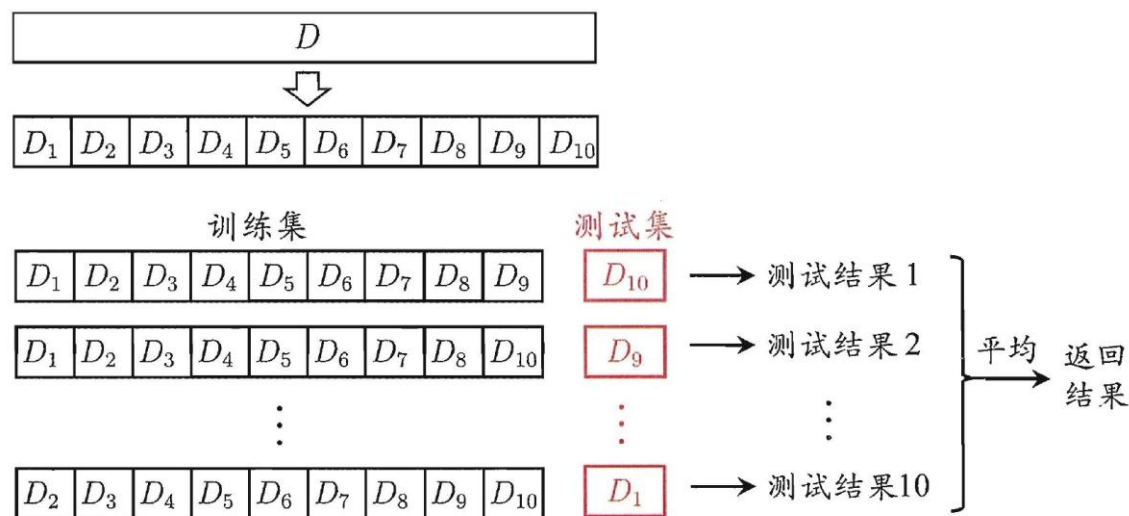 D
D₁ D₂ D₃ D₄ D₅ D₆ D₇ D₈ D₉ D₁₀
训练集 测试集
D₁ D₂ D₃ D₄ D₅ D₆ D₇ D₈ D₉ D₁₀ 测试结果 1
D₁ D₂ D₃ D₄ D₅ D₆ D₇ D₈ D₁₀ D₉ 测试结果 2
平均 返回
结果
⋮ ⋮ ⋮
D₂ D₃ D₄ D₅ D₆ D₇ D₈ D₉ D₁₀ D₁ 测试结果10